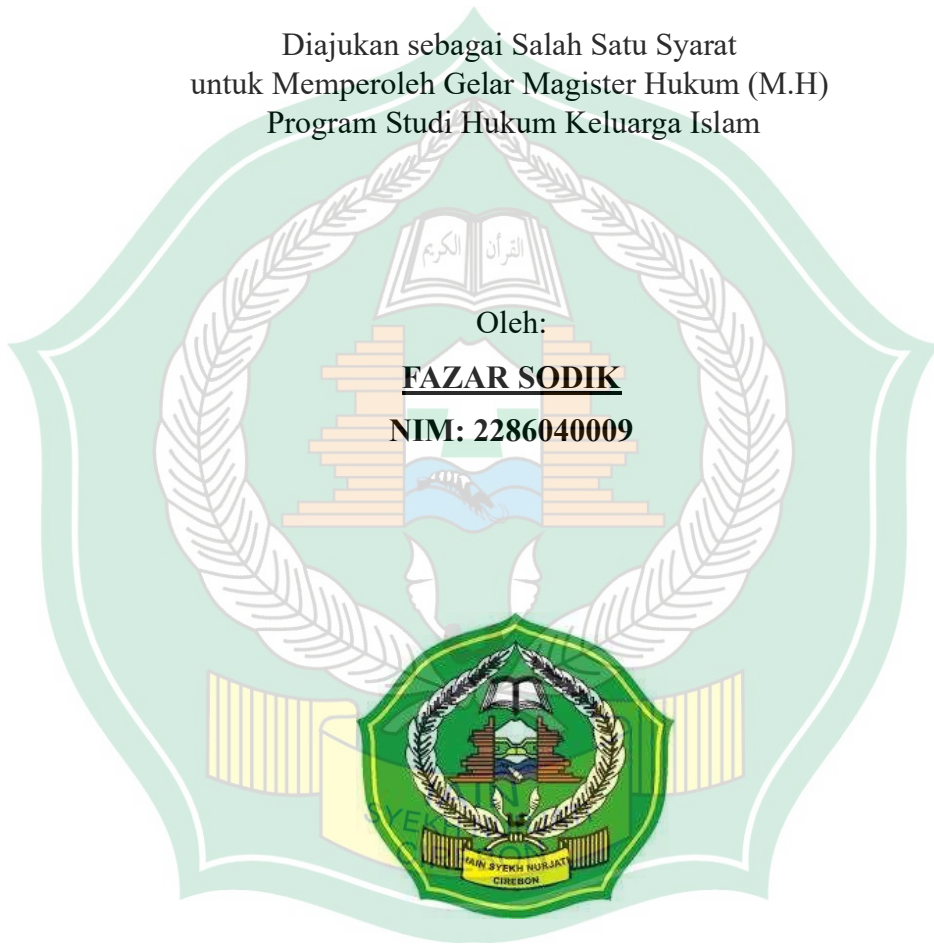 Diajukan sebagai Salah Satu Syarat
untuk Memperoleh Gelar Magister Hukum (M.H)
Program Studi Hukum Keluarga Islam
القرآن الكريم
Oleh:
FAZAR SODIK
NIM: 2286040009
IAIN SYEKH NURJATI
CIREBON